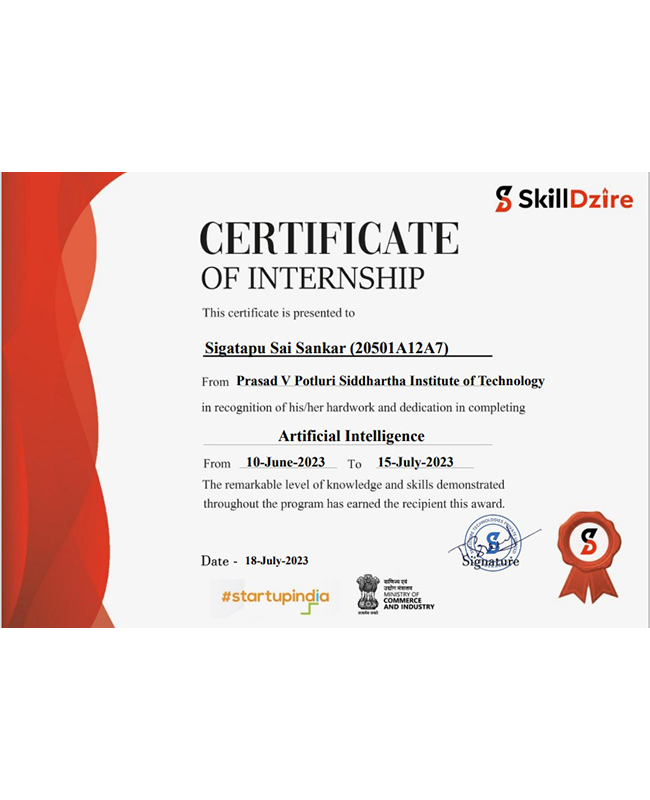 SkillDzire
CERTIFICATE
OF INTERNSHIP
This certificate is presented to
Sigatapu Sai Sankar (20501A12A7)
From Prasad V Potluri Siddhartha Institute of Technology
in recognition of his/her hardwork and dedication in completing
Artificial Intelligence
From 10-June-2023 To 15-July-2023
The remarkable level of knowledge and skills demonstrated
throughout the program has earned the recipient this award.
Signature
Date - 18-July-2023
#startupindia
वाणिज्य एवं
उद्योग मंत्रालय
MINISTRY OF
COMMERCE
AND INDUSTRY
सत्यमेव जयते